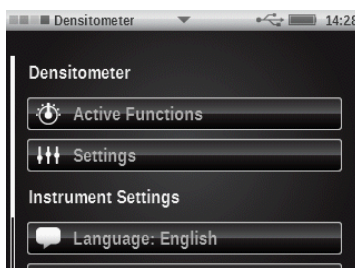 Densitometer 14:28
Densitometer
Active Functions
Settings
Instrument Settings
Language: English